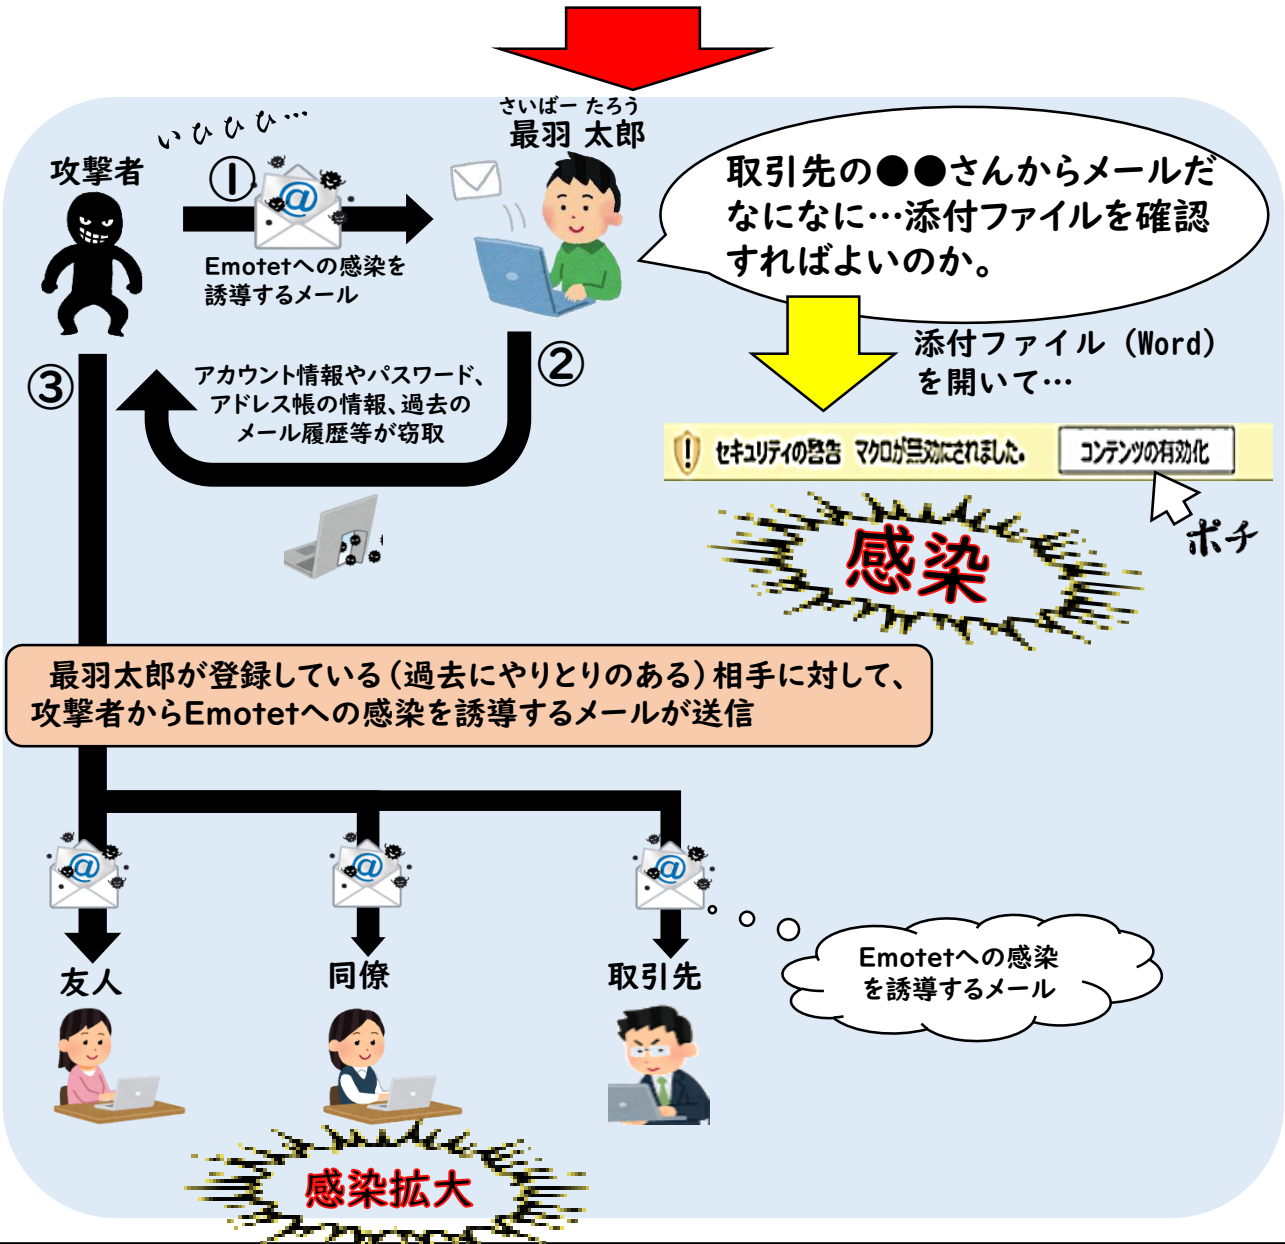 さいばー たろう
最羽 太郎
いひひひ…
攻撃者
①
Emotetへの感染を
誘導するメール
取引先の●●さんからメールだ
なになに…添付ファイルを確認
すればよいのか。
添付ファイル（Word）
を開いて…
セキュリティの警告 マクロが無効にされました。 コンテンツの有効化
ポチ
感染
②
アカウント情報やパスワード、
アドレス帳の情報、過去の
メール履歴等が窃取
③
最羽太郎が登録している（過去にやりとりのある）相手に対して、
攻撃者からEmotetへの感染を誘導するメールが送信
@
@
@
@
友人
同僚
取引先
Emotetへの感染
を誘導するメール
感染拡大